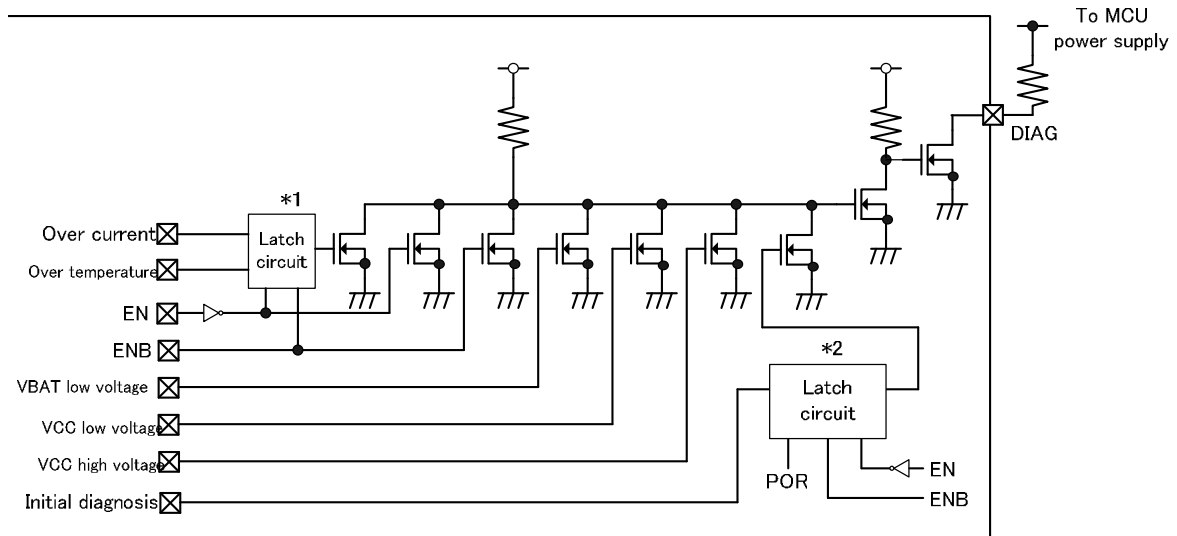 To MCU
power supply
DIAG
*1
Over current
Latch
circuit
Over temperature
EN
ENB
*2
VBAT low voltage
Latch
circuit
VCC low voltage
VCC high voltage
POR
EN
ENB
Initial diagnosis